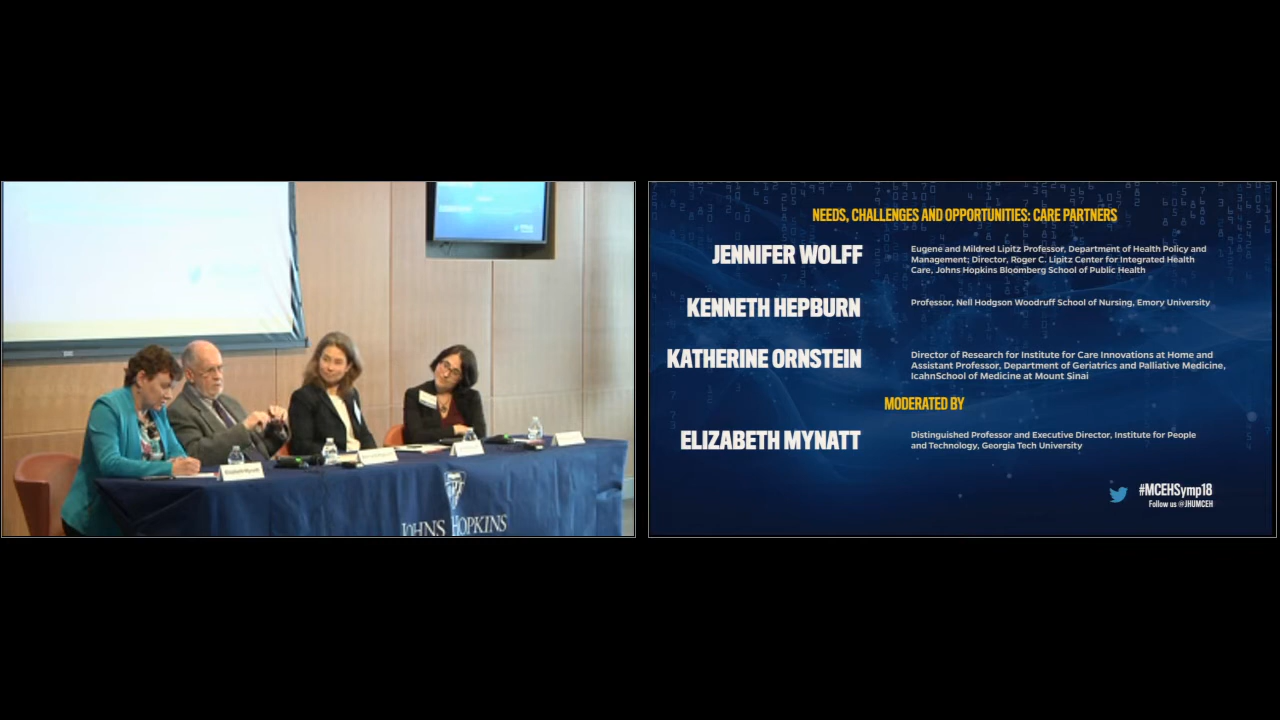 Elizabeth Mynatt
JOHNS HOPKINS
NEEDS, CHALLENGES AND OPPORTUNITIES: CARE PARTNERS
JENNIFER WOLFF
Eugene and Mildred Lipitz Professor, Department of Health Policy and
Management; Director, Roger C. Lipitz Center for Integrated Health
Care, Johns Hopkins Bloomberg School of Public Health
KENNETH HEPBURN
Professor, Nell Hodgson Woodruff School of Nursing, Emory University
KATHERINE ORNSTEIN
Director of Research for Institute for Care Innovations at Home and
Assistant Professor, Department of Geriatrics and Palliative Medicine,
IcahnSchool of Medicine at Mount Sinai
MODERATED BY
ELIZABETH MYNATT
Distinguished Professor and Executive Director, Institute for People
and Technology, Georgia Tech University
#MCEHSymp18
Follow us @JHUMCEH